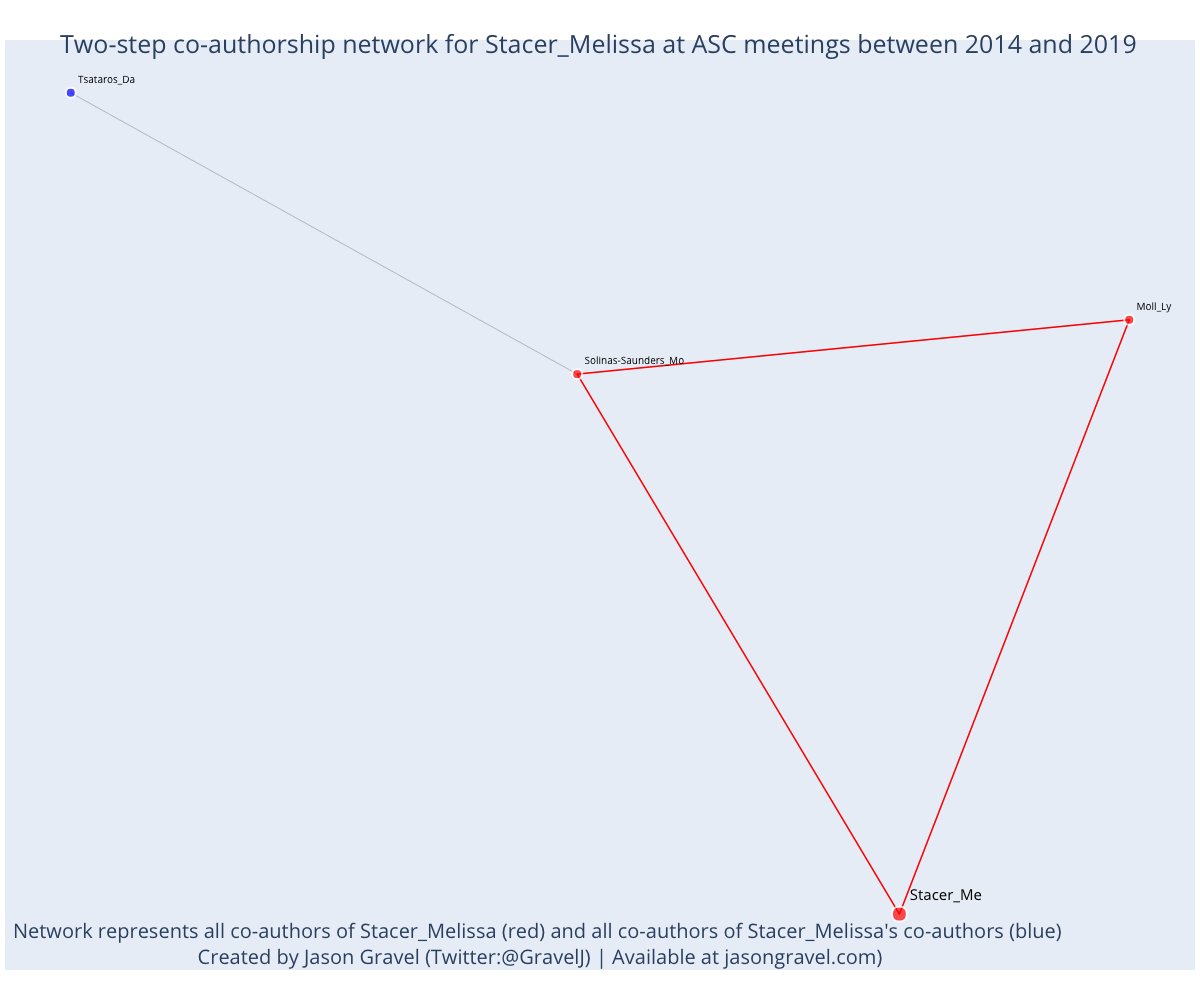 Two-step co-authorship network for Stacer_Melissa at ASC meetings between 2014 and 2019
Tsataros_Da
Moll_Ly
Solinas-Saunders_Mo
Stacer_Me
Network represents all co-authors of Stacer_Melissa (red) and all co-authors of Stacer_Melissa's co-authors (blue)
Created by Jason Gravel (Twitter:@GravelJ) | Available at jasongravel.com)